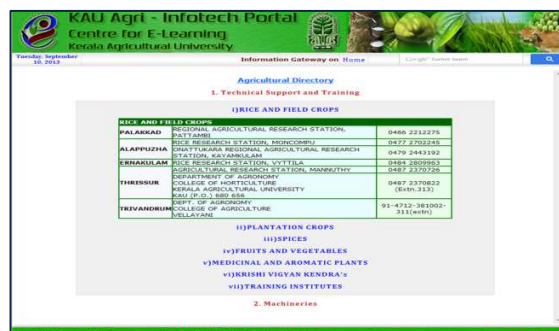 KAU Agri - Infotech Portal
Centre for E-Learning
Kerala Agricultural University
Tuesday, September 10, 2013
Information Gateway on Home
Google Custom Search
Agricultural Directory
1. Technical Support and Training
i)RICE AND FIELD CROPS
RICE AND FIELD CROPS
PALAKKAD
REGIONAL AGRICULTURAL RESEARCH STATION,
PATTAMBI
0466 2212275
ALAPPUZHA
RICE RESEARCH STATION, MONCOMPU
0477 2702245
ONATTUKARA REGIONAL AGRICULTURAL RESEARCH
STATION, KAYAMKULAM
0479 2443192
ERNAKULAM
RICE RESEARCH STATION, VYTTILA
0484 2809963
THRISSUR
AGRICULTURAL RESEARCH STATION, MANNUTHY
0487 2370726
DEPARTMENT OF AGRONOMY
COLLEGE OF HORTICULTURE
KERALA AGRICULTURAL UNIVERSITY
KAU (P.O.) 680 656
0487 2370822
(Extn.313)
TRIVANDRUM
DEPT. OF AGRONOMY
COLLEGE OF AGRICULTURE
VELLAYANI
91-4712-381002-
311(extn)
ii)PLANTATION CROPS
iii)SPICES
iv)FRUITS AND VEGETABLES
v)MEDICINAL AND AROMATIC PLANTS
vi)KRISHI VIGYAN KENDRA's
vii)TRAINING INSTITUTES
2. Machineries